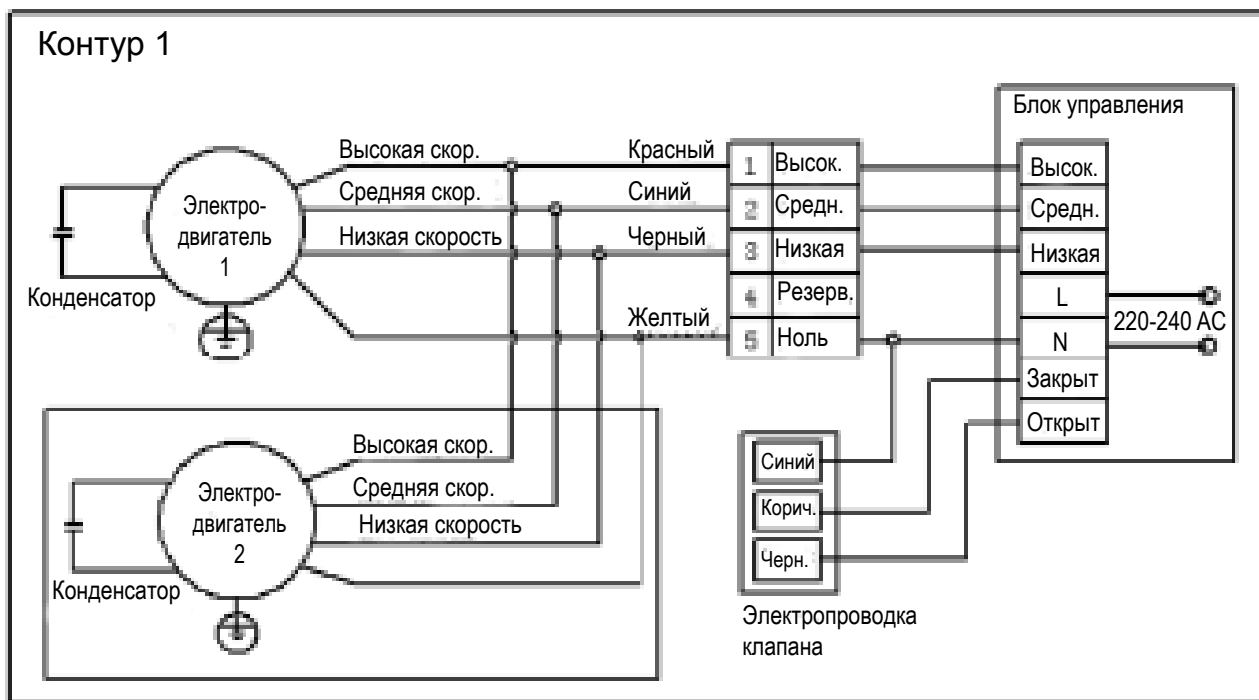 Контур 1
Блок управления
Высокая скор.
Красный
1
Высок.
Высок.
Средняя скор.
Синий
2
Средн.
Средн.
Электро-
двигатель
1
Низкая скорость
Черный
3
Низкая
Низкая
Конденсатор
4
Резерв.
L
Желтый
5
Ноль
N
220-240 AC
Закрыт
Открыт
Высокая скор.
Средняя скор.
Низкая скорость
Электро-
двигатель
2
Конденсатор
Синий
Корич.
Черн.
Электропроводка
клапана